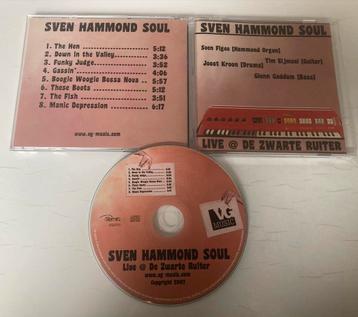 SVEN HAMMOND SOUL
1. The Hen 5:12
2. Down in the Valley 3:36
3. Funky Judge 3:52
4. Gassin' 4:06
5. Boogie Woogie Bossa Nova 5:57
6. These Boots 5:12
7. The Fish 3:51
8. Manic Depression 6:17
www.vg-music.com
SVEN HAMMOND SOUL
Sven Figee (Hammond Organ)
Tim Eijmaal (Guitar)
Joost Kroon (Drums)
Glenn Gaddum (Bass)
LIVE @ DE ZWARTE RUITER
VG
MUSIC
SVEN HAMMOND SOUL
Live @ De Zwarte Ruiter
www.vg-music.com
Copyright 2007